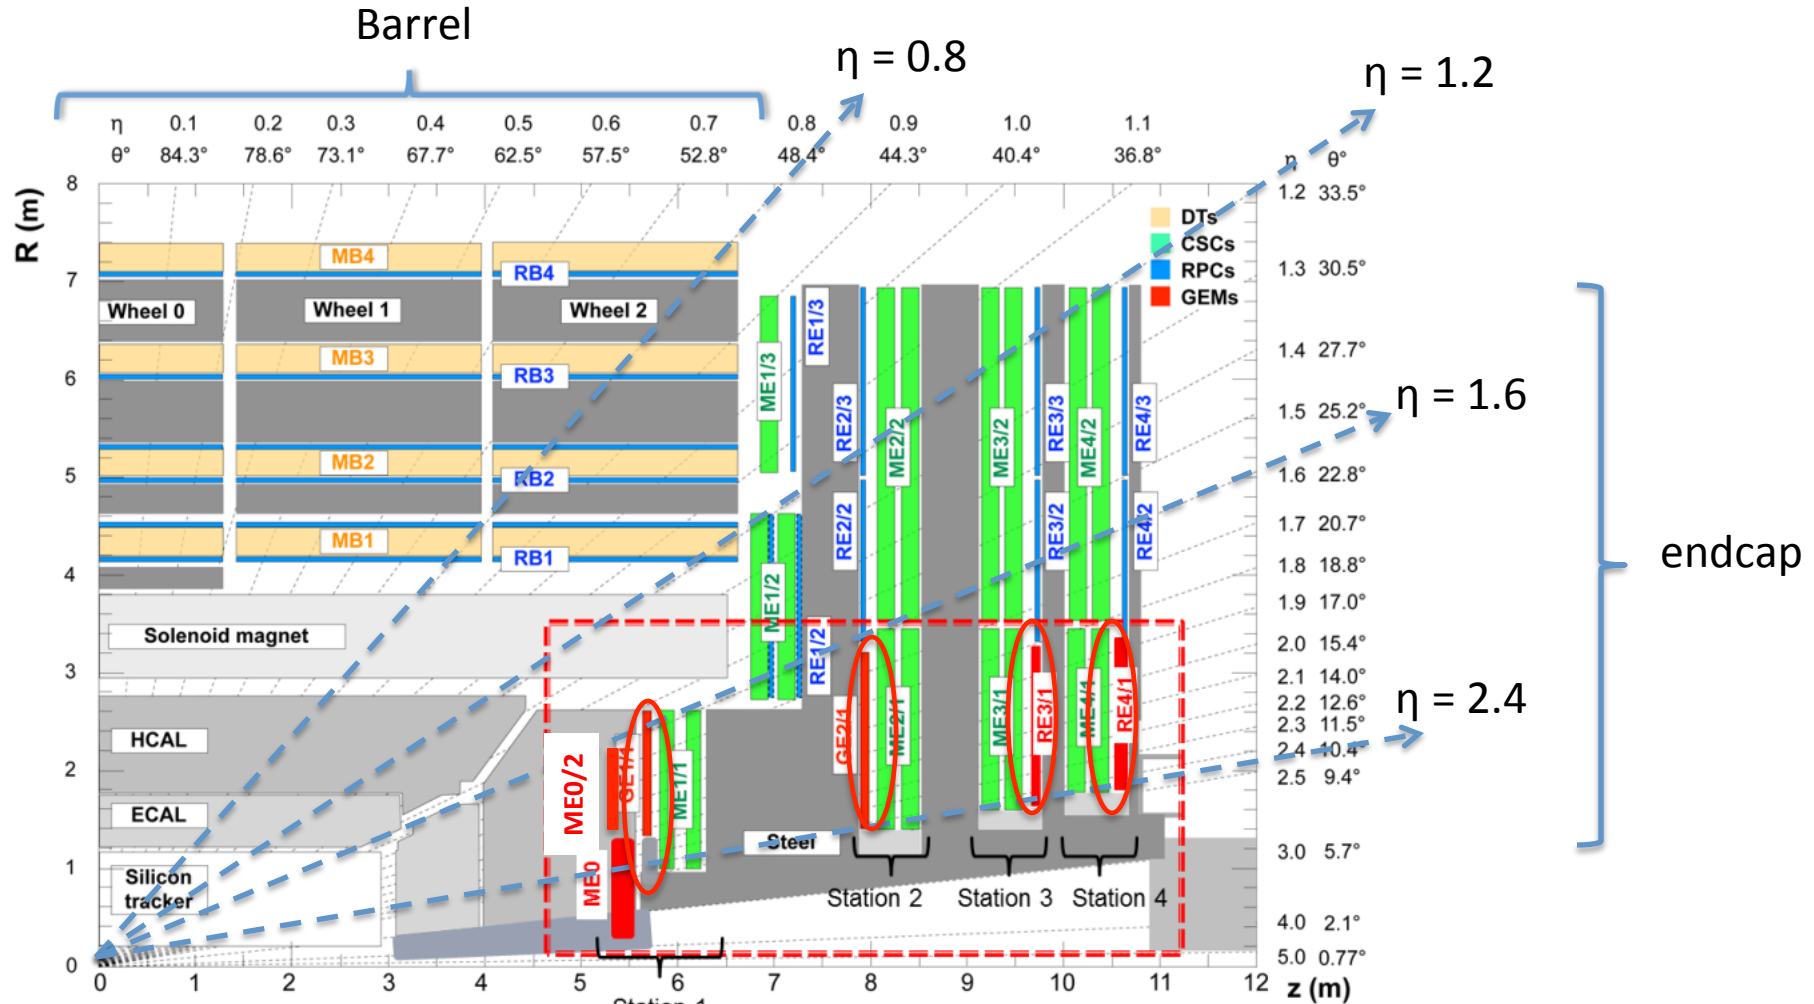 Barrel
η = 0.8
η = 1.2
η 0.1 0.2 0.3 0.4 0.5 0.6 0.7 0.8 0.9 1.0 1.1
θ° 84.3° 78.6° 73.1° 67.7° 62.5° 57.5° 52.8° 48.4° 44.3° 40.4° 36.8°
η θ°
R (m)
8
7
6
5
4
3
2
1
0
1.2 33.5°
1.3 30.5°
1.4 27.7°
1.5 25.2°
1.6 22.8°
1.7 20.7°
1.8 18.8°
1.9 17.0°
2.0 15.4°
2.1 14.0°
2.2 12.6°
2.3 11.5°
2.4 10.4°
2.5 9.4°
3.0 5.7°
4.0 2.1°
5.0 0.77°
DTs
CSCs
RPCs
GEMs
MB4
RB4
Wheel 0
Wheel 1
Wheel 2
MB3
RB3
MB2
RB2
MB1
RB1
Solenoid magnet
HCAL
ECAL
Silicon
tracker
Steel
ME1/3
RE1/3
ME1/2
RE1/2
RE2/3
RE2/2
ME2/2
ME3/2
RE3/3
RE3/2
ME4/2
RE4/3
RE4/2
ME0/2
ME0
GE1/1
ME1/1
GE2/1
ME2/1
ME3/1
RE3/1
ME4/1
RE4/1
η = 1.6
η = 2.4
endcap
Station 2
Station 3
Station 4
Station 1
0 1 2 3 4 5 6 7 8 9 10 11 12
z (m)